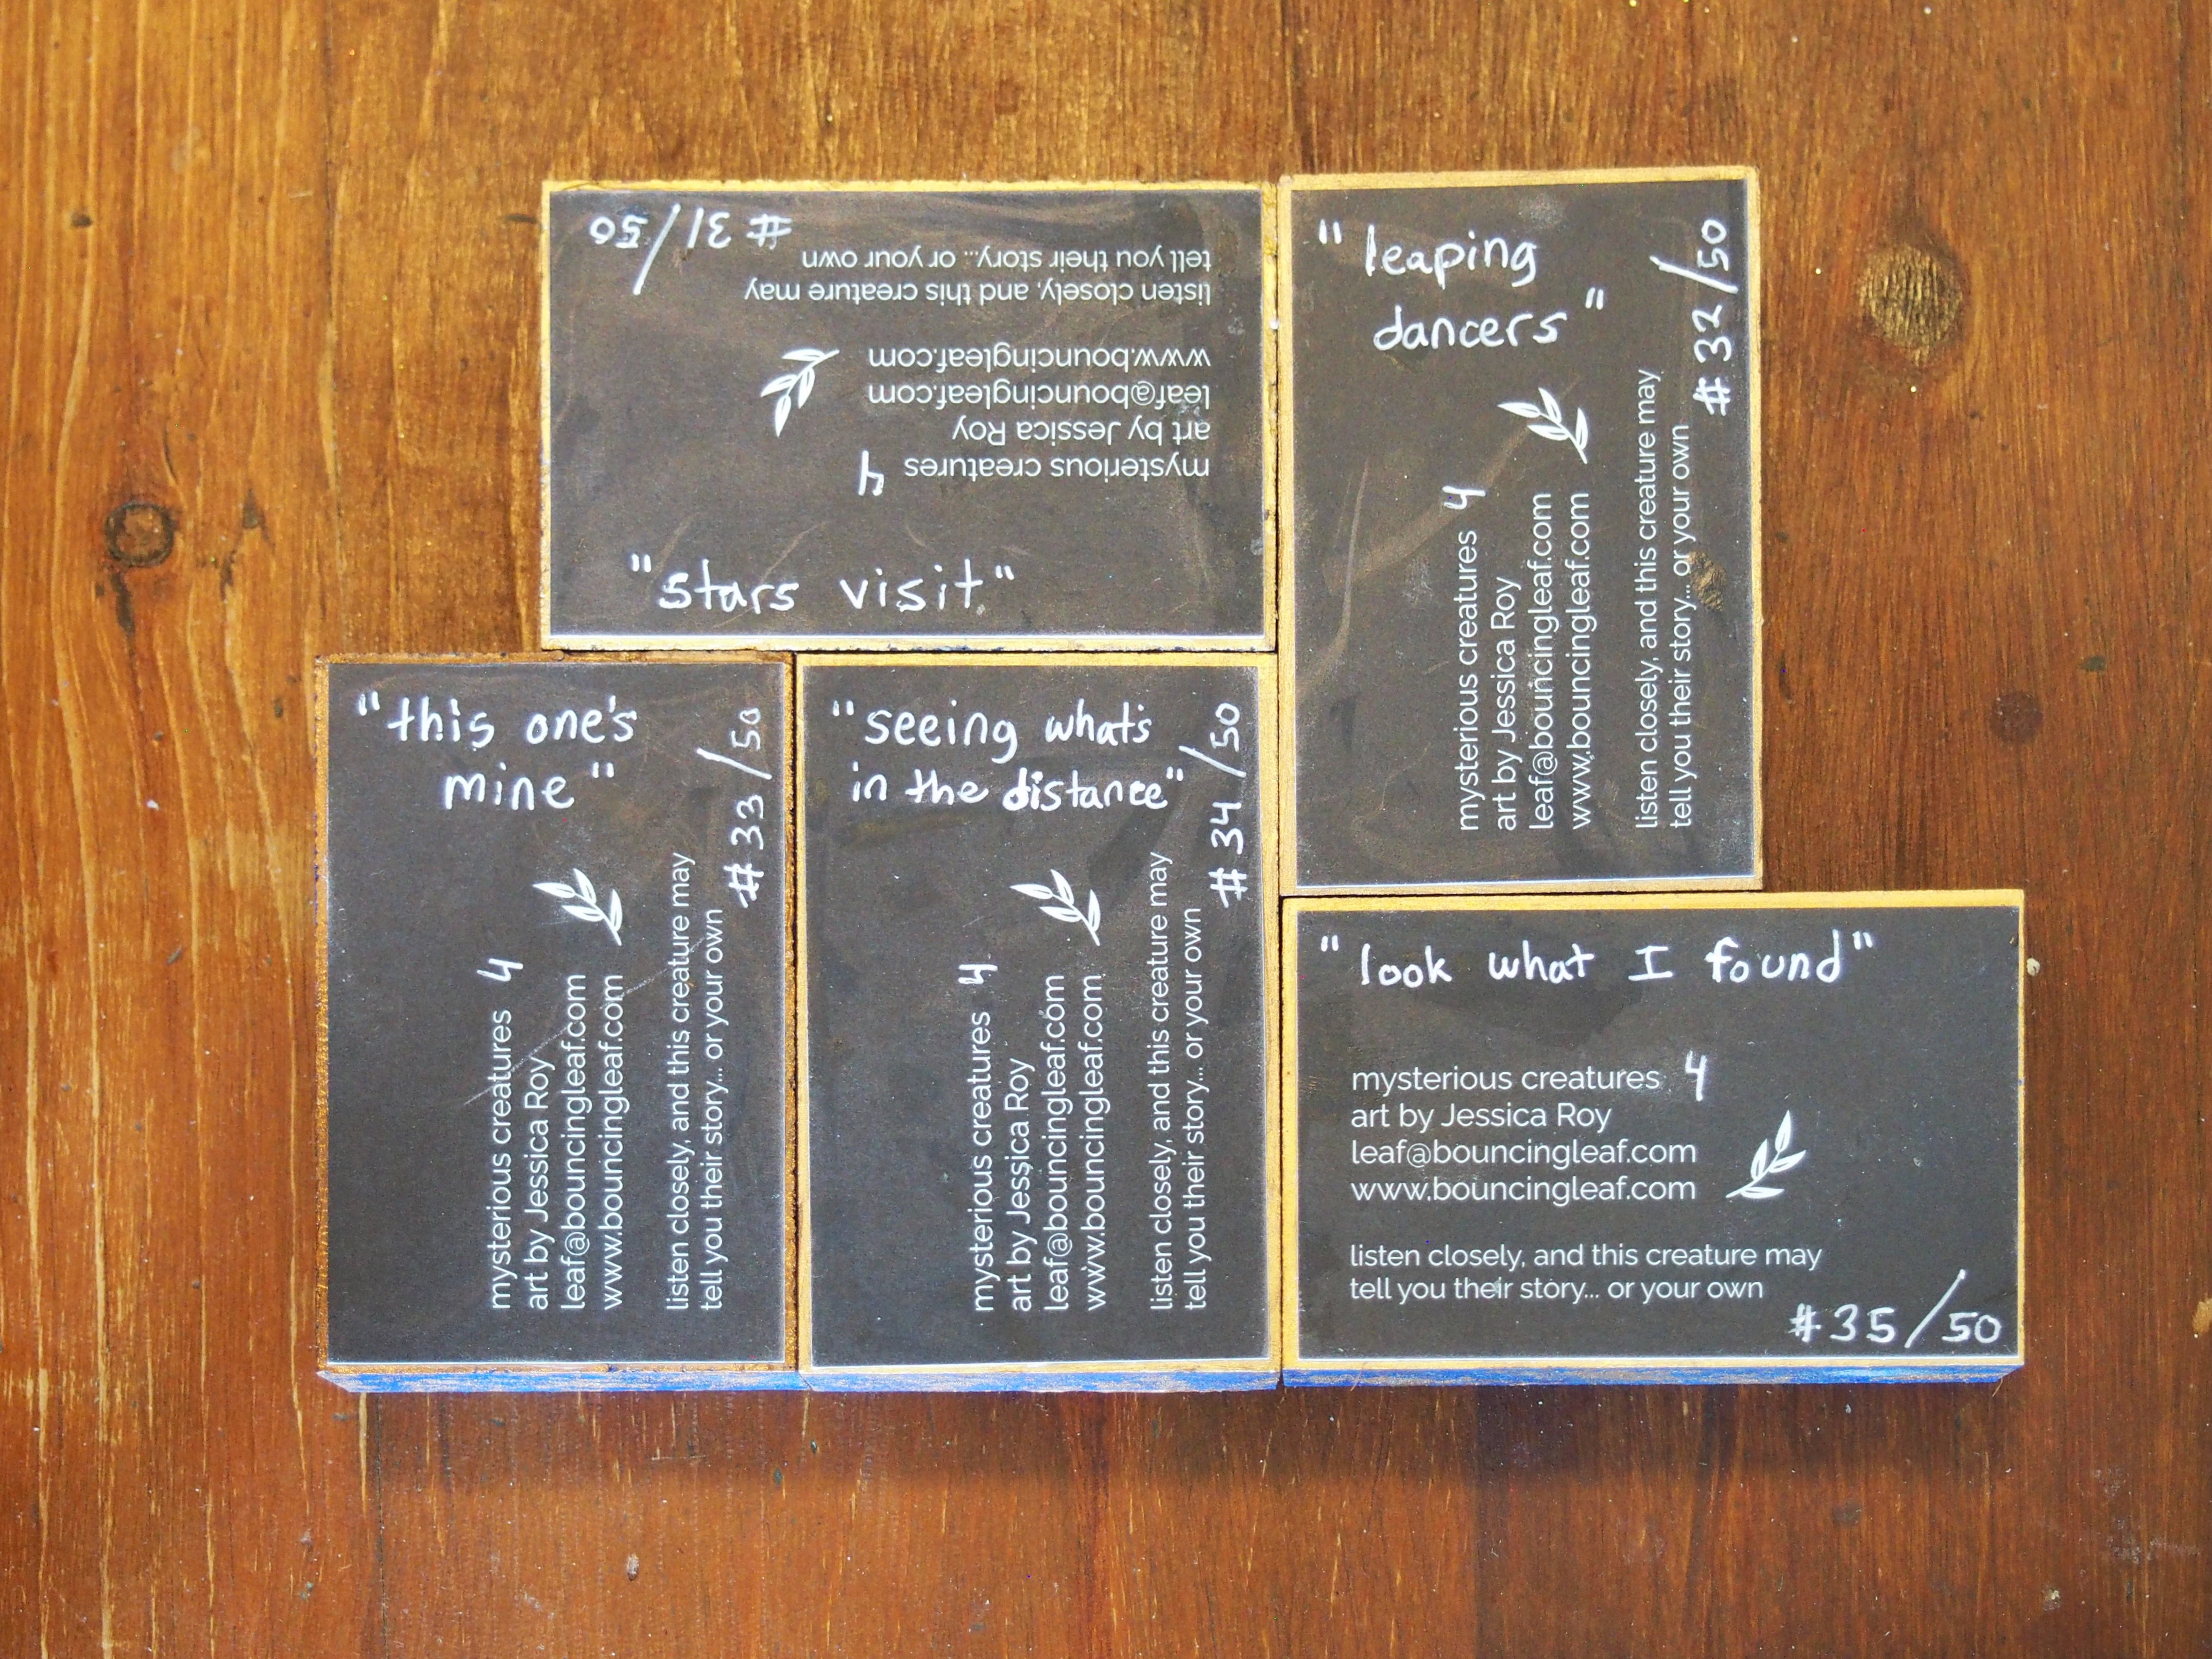 "stars visit"
mysterious creatures 4
art by Jessica Roy
leaf@bouncingleaf.com
www.bouncingleaf.com
listen closely, and this creature may
tell you their story... or your own
#31/50
"leaping
dancers"
mysterious creatures 4
art by Jessica Roy
leaf@bouncingleaf.com
www.bouncingleaf.com
listen closely, and this creature may
tell you their story... or your own
#32/50
"this one's
mine"
mysterious creatures 4
art by Jessica Roy
leaf@bouncingleaf.com
www.bouncingleaf.com
listen closely, and this creature may
tell you their story... or your own
#33/50
"seeing what's
in the distance"
mysterious creatures 4
art by Jessica Roy
leaf@bouncingleaf.com
www.bouncingleaf.com
listen closely, and this creature may
tell you their story... or your own
#34/50
"look what I found"
mysterious creatures 4
art by Jessica Roy
leaf@bouncingleaf.com
www.bouncingleaf.com
listen closely, and this creature may
tell you their story... or your own
#35/50